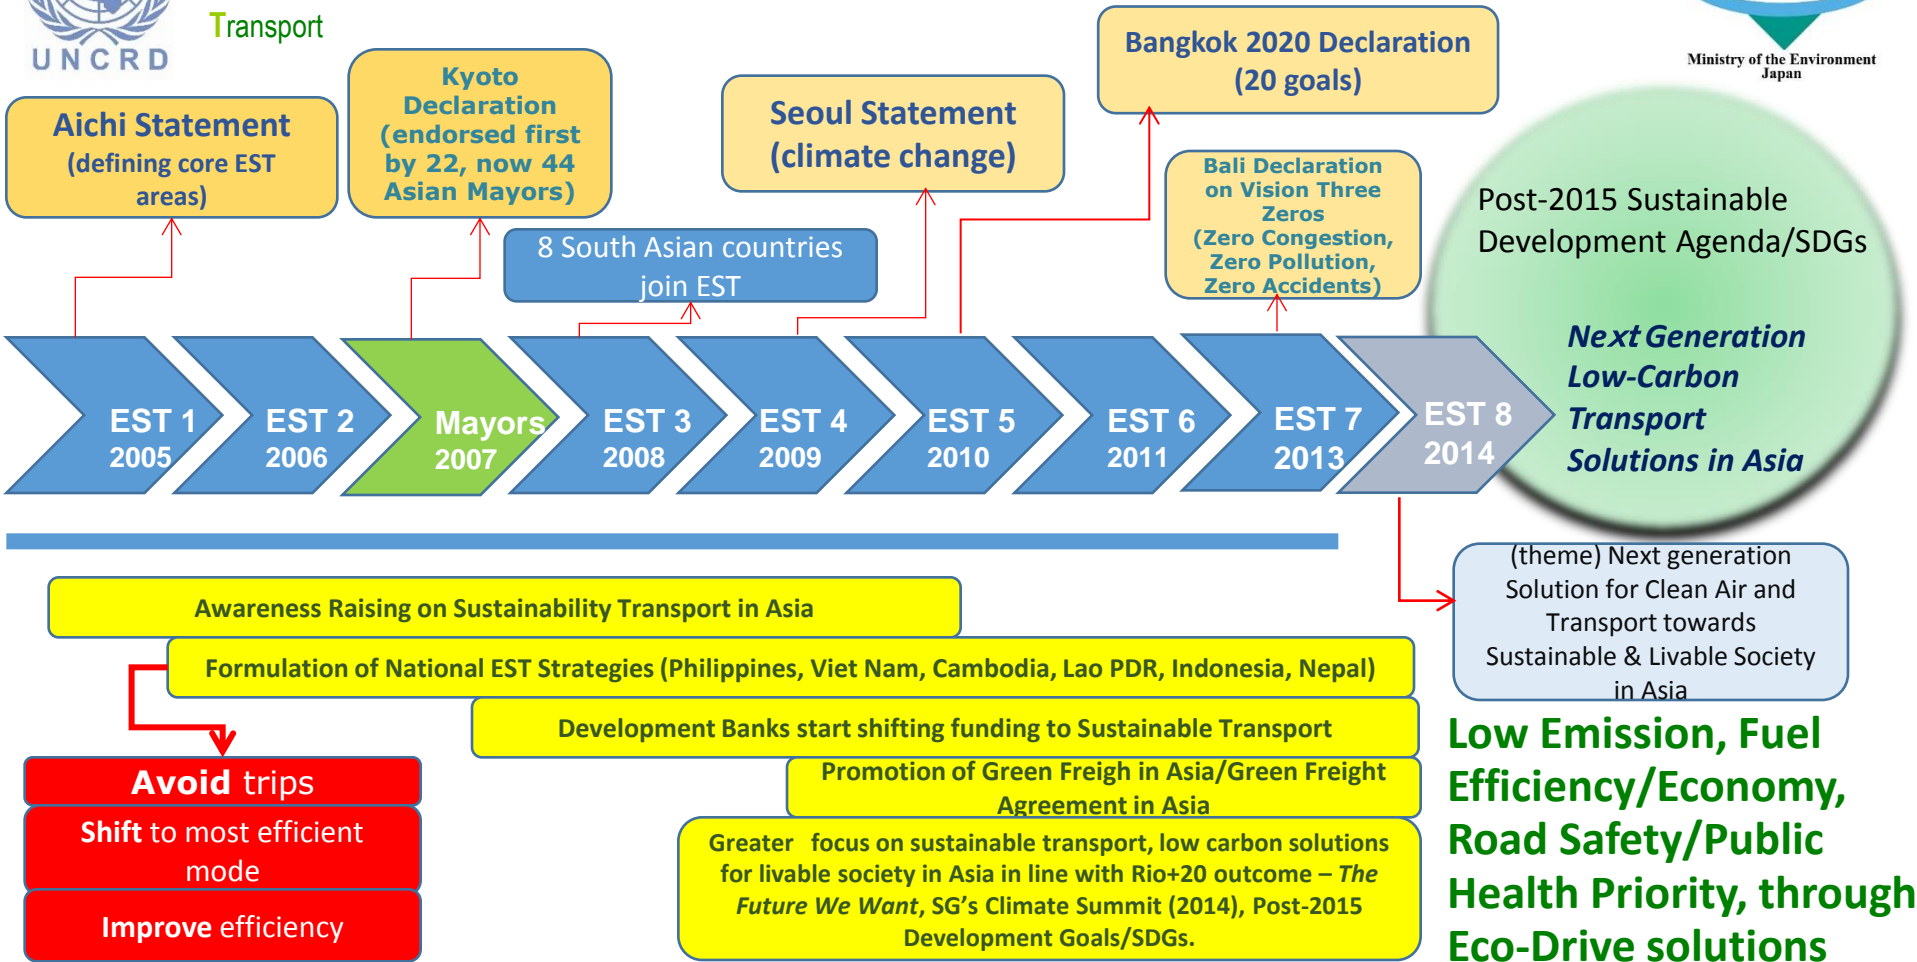 UNCRD
Transport
Ministry of the Environment
Japan
Aichi Statement
(defining core EST
areas)
Kyoto
Declaration
(endorsed first
by 22, now 44
Asian Mayors)
8 South Asian countries
join EST
Seoul Statement
(climate change)
Bangkok 2020 Declaration
(20 goals)
Bali Declaration
on Vision Three
Zeros
(Zero Congestion,
Zero Pollution,
Zero Accidents)
Post-2015 Sustainable
Development Agenda/SDGs
Next Generation
Low-Carbon
Transport
Solutions in Asia
EST 1
2005
EST 2
2006
Mayors
2007
EST 3
2008
EST 4
2009
EST 5
2010
EST 6
2011
EST 7
2013
EST 8
2014
(theme) Next generation
Solution for Clean Air and
Transport towards
Sustainable & Livable Society
in Asia
Awareness Raising on Sustainability Transport in Asia
Formulation of National EST Strategies (Philippines, Viet Nam, Cambodia, Lao PDR, Indonesia, Nepal)
Development Banks start shifting funding to Sustainable Transport
Promotion of Green Freigh in Asia/Green Freight
Agreement in Asia
Greater focus on sustainable transport, low carbon solutions
for livable society in Asia in line with Rio+20 outcome – The
Future We Want, SG's Climate Summit (2014), Post-2015
Development Goals/SDGs.
Avoid trips
Shift to most efficient
mode
Improve efficiency
Low Emission, Fuel
Efficiency/Economy,
Road Safety/Public
Health Priority, through
Eco-Drive solutions